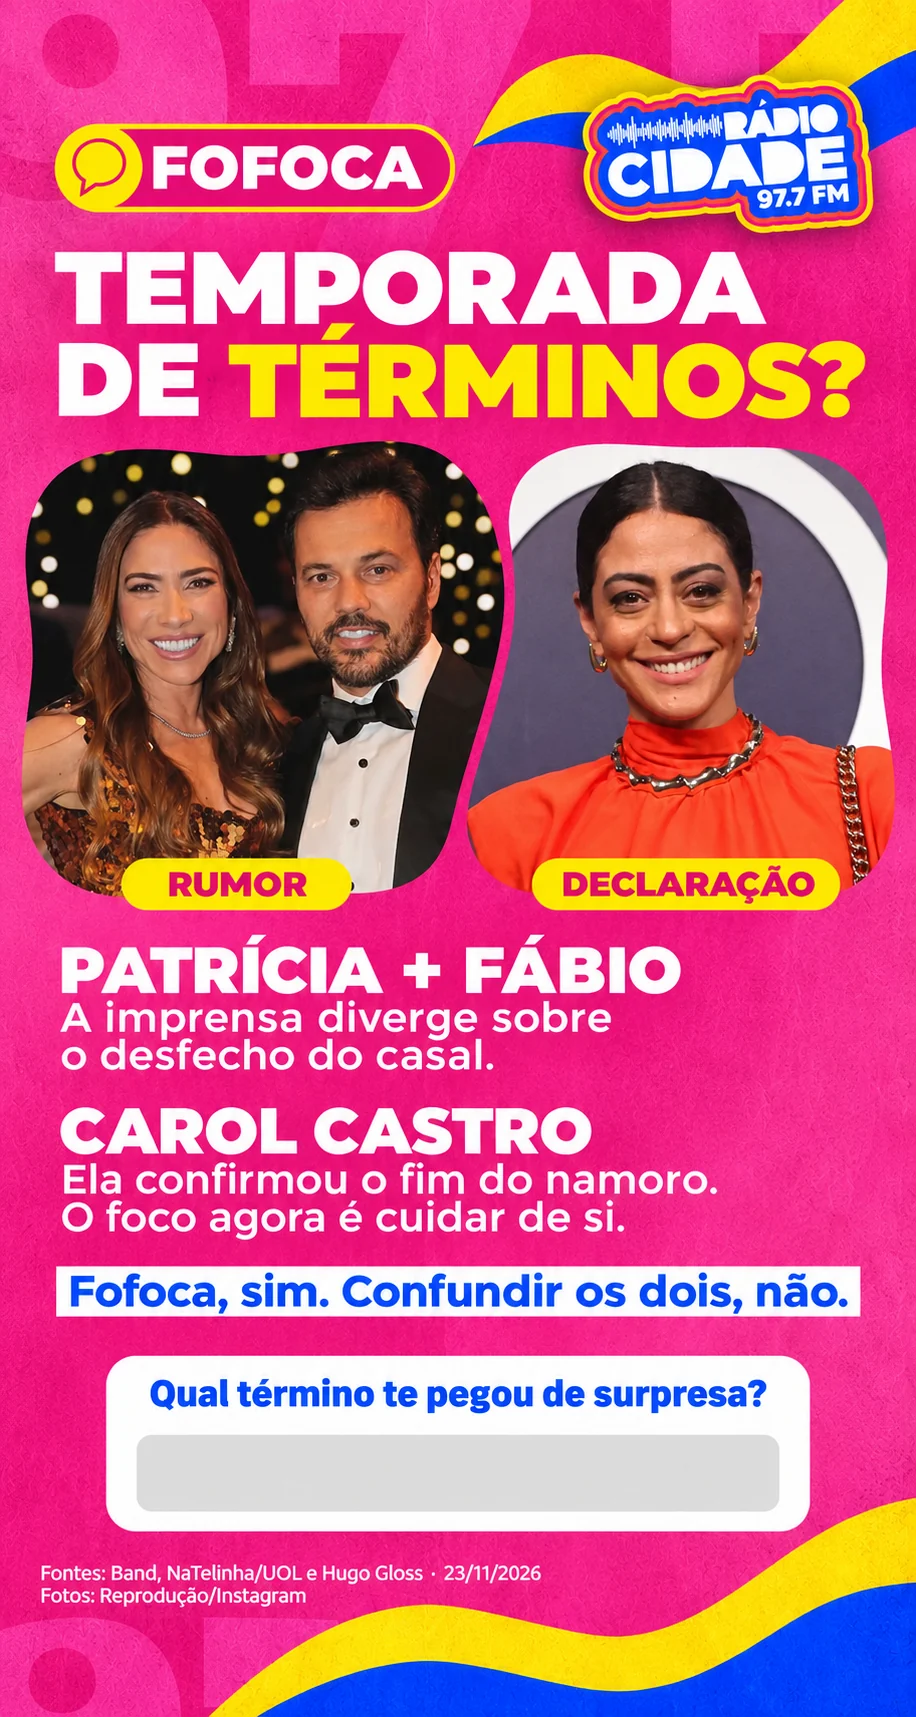 FOFOCA
RÁDIO
CIDADE
97.7 FM
TEMPORADA
DE TÉRMINOS?
RUMOR
DECLARAÇÃO
PATRÍCIA + FÁBIO
A imprensa diverge sobre
o desfecho do casal.
CAROL CASTRO
Ela confirmou o fim do namoro.
O foco agora é cuidar de si.
Fofoca, sim. Confundir os dois, não.
Qual término te pegou de surpresa?
Fontes: Band, NaTelinha/UOL e Hugo Gloss · 23/11/2026
Fotos: Reprodução/Instagram